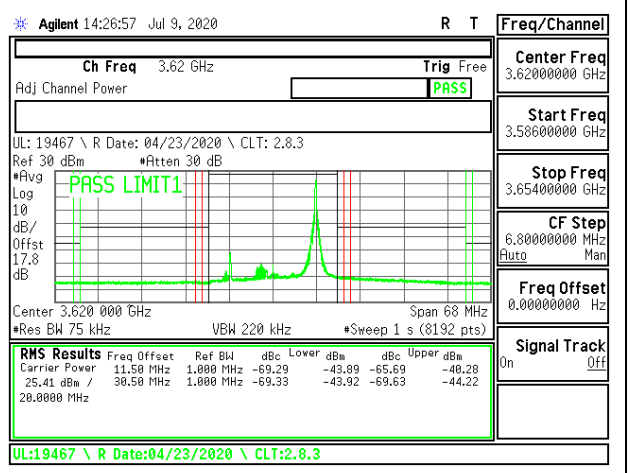 Agilent 14:26:57 Jul 9, 2020 R T
Freq/Channel
Ch Freq 3.62 GHz Trig Free
Adj Channel Power PASS
UL: 19467 \ R Date: 04/23/2020 \ CLT: 2.8.3
Ref 30 dBm #Atten 30 dB
#Avg
Log
10
dB/
Offst
17.8
dB
PASS LIMIT1
Center 3.620 000 GHz Span 68 MHz
#Res BW 75 kHz VBW 220 kHz #Sweep 1 s (8192 pts)
RMS Results Freq Offset Ref BW dBc Lower dBm dBc Upper dBm
Carrier Power 11.50 MHz 1.000 MHz -69.29 -43.89 -65.69 -40.28
25.41 dBm / 30.50 MHz 1.000 MHz -69.33 -43.92 -69.63 -44.22
20.0000 MHz
UL:19467 \ R Date:04/23/2020 \ CLT:2.8.3
Center Freq
3.62000000 GHz
Start Freq
3.58600000 GHz
Stop Freq
3.65400000 GHz
CF Step
6.80000000 MHz
Auto Man
Freq Offset
0.00000000 Hz
Signal Track
On Off